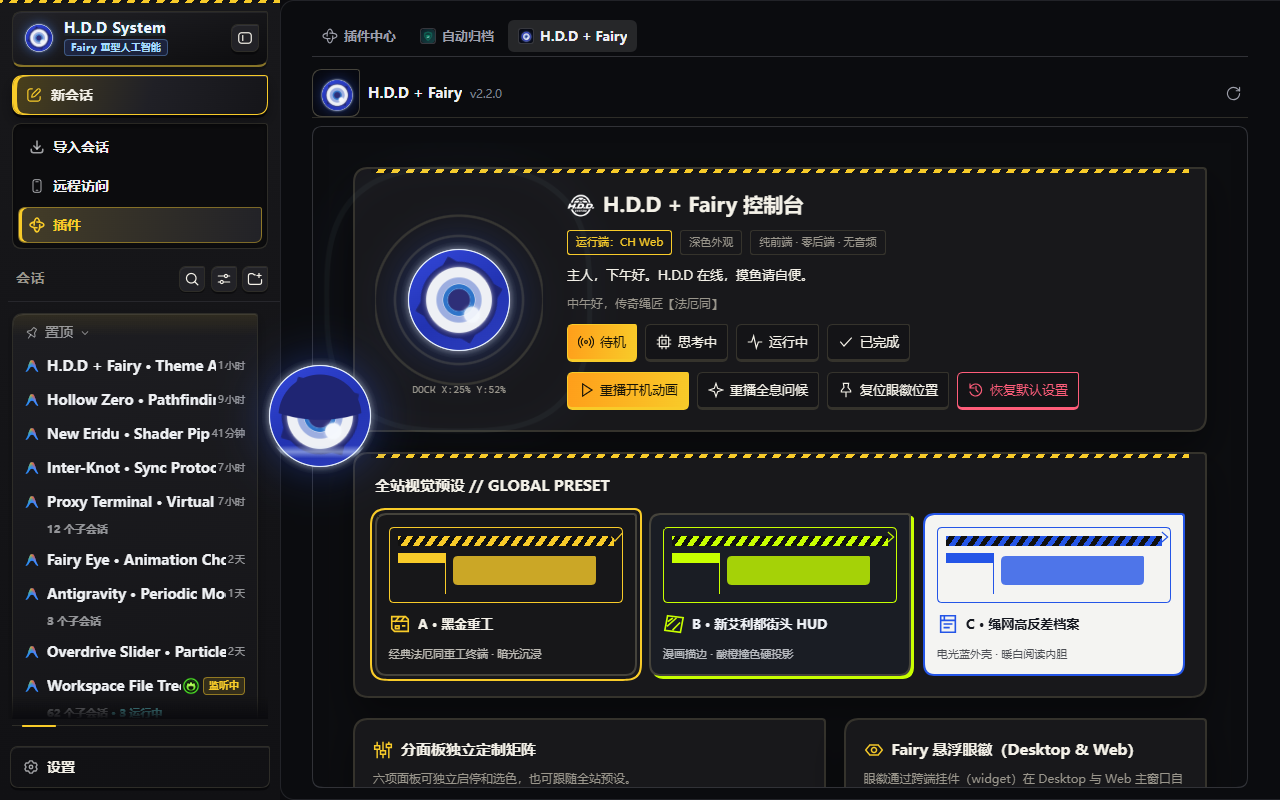 H.D.D System
Fairy III型人工智能
新会话
导入会话
远程访问
插件
会话
置顶
H.D.D + Fairy • Theme A 1小时
Hollow Zero • Pathfindin 9小时
New Eridu • Shader Pip 41分钟
Inter-Knot • Sync Protoc 7小时
Proxy Terminal • Virtual 7小时
12 个子会话
Fairy Eye • Animation Cho 2天
Antigravity • Periodic Mo 1天
3 个子会话
Overdrive Slider • Particle 2天
Workspace File Tree 监听中
62 个子会话 • 3 运行中
设置
插件中心
自动归档
H.D.D + Fairy
H.D.D + Fairy v2.2.0
H.D.D + Fairy 控制台
运行端：CH Web
深色外观
纯前端 · 零后端 · 无音频
主人，下午好。H.D.D 在线，摸鱼请自便。
中午好，传奇绳匠【法厄同】
待机
思考中
运行中
已完成
重播开机动画
重播全息问候
复位眼徽位置
恢复默认设置
DOCK X:25% Y:52%
全站视觉预设 // GLOBAL PRESET
A • 黑金重工
经典法厄同重工终端 · 暗光沉浸
B • 新艾利都街头 HUD
漫画描边 · 酸橙撞色硬投影
C • 绳网高反差档案
电光蓝外壳 · 暖白阅读内胆
分面板独立定制矩阵
六项面板可独立启停和选色，也可跟随全站预设。
Fairy 悬浮眼徽（Desktop & Web）
眼徽通过跨端挂件（widget）在 Desktop 与 Web 主窗口自